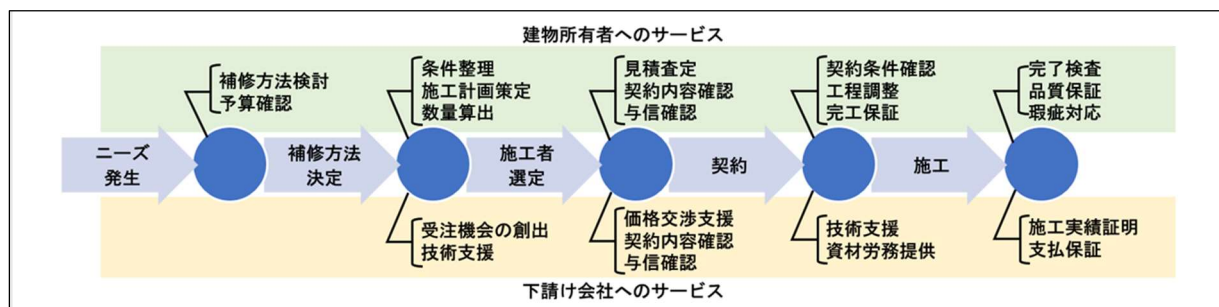 建物所有者へのサービス
補修方法検討
予算確認
条件整理
施工計画策定
数量算出
見積査定
契約内容確認
与信確認
契約条件確認
工程調整
完工保証
完了検査
品質保証
瑕疵対応
ニーズ
発生
補修方法
決定
施工者
選定
契約
施工
受注機会の創出
技術支援
価格交渉支援
契約内容確認
与信確認
技術支援
資材労務提供
施工実績証明
支払保証
下請け会社へのサービス